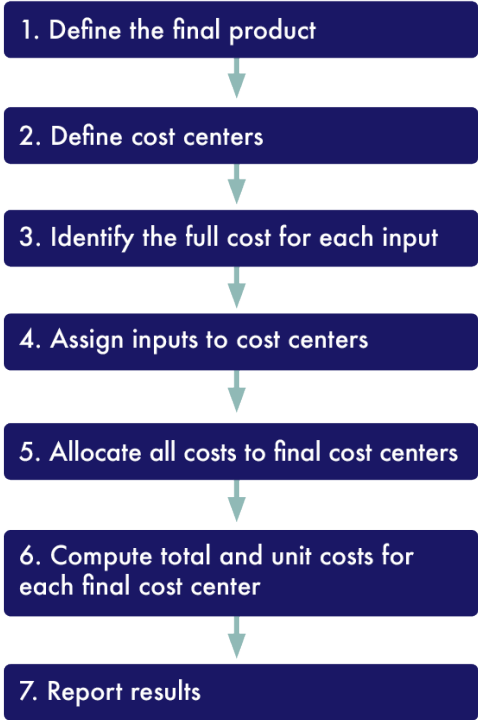 1. Define the final product
2. Define cost centers
3. Identify the full cost for each input
4. Assign inputs to cost centers
5. Allocate all costs to final cost centers
6. Compute total and unit costs for
each final cost center
7. Report results